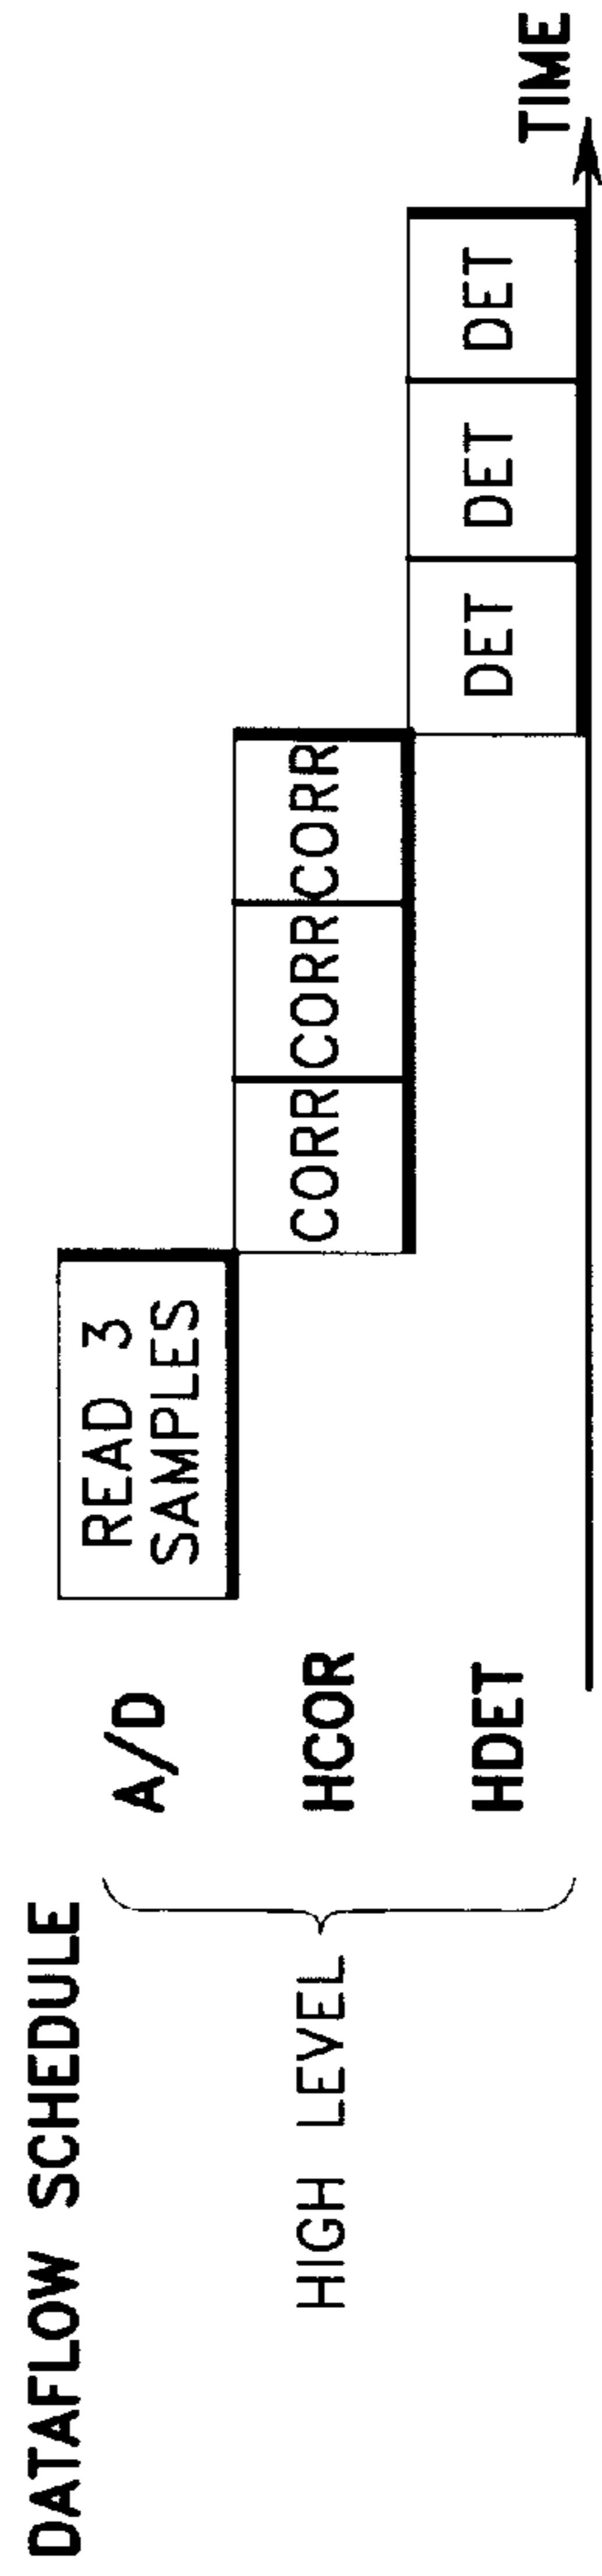 DATAFLOW SCHEDULE
HIGH LEVEL
A/D
READ 3
SAMPLES
HCOR
CORR CORR CORR
HDET
DET DET DET
TIME